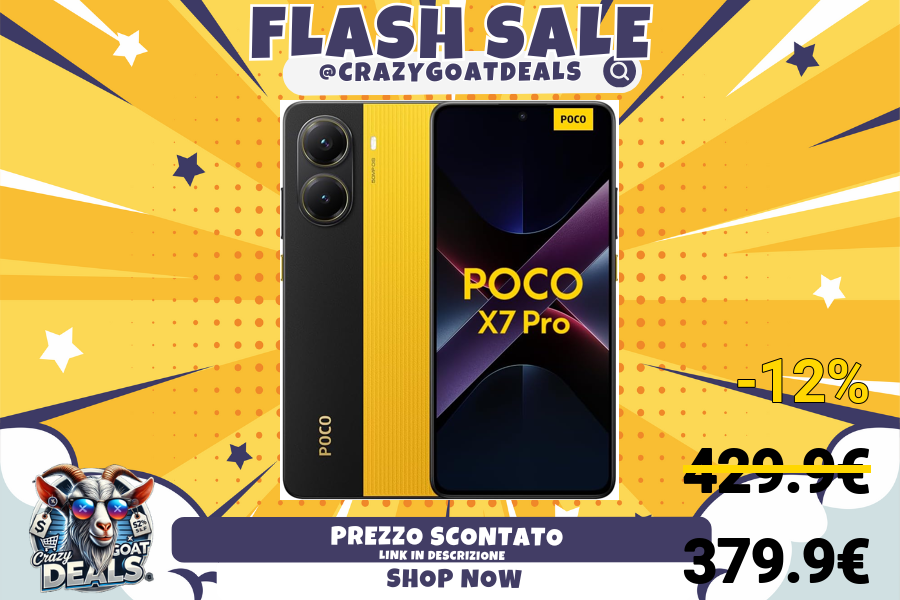 FLASH SALE
@CRAZYGOATDEALS
POCO
POCO
X7 Pro
POCO
-12%
429.9€
379.9€
PREZZO SCONTATO
LINK IN DESCRIZIONE
SHOP NOW
$
52%
Crazy
GOAT
DEALS